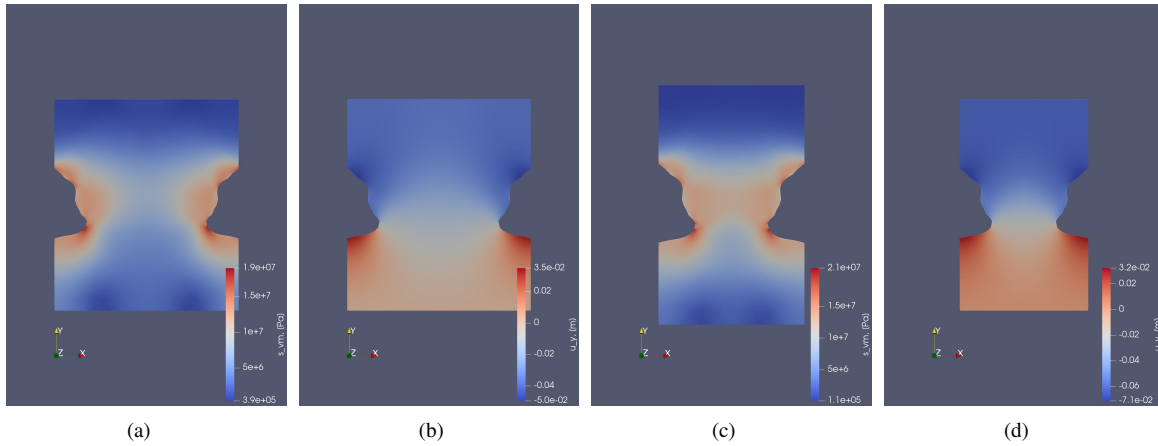 1.9e+07
1.5e+7
1e+7
5e+6
3.9e+05
s_vm, (Pa)
Y
Z
X
(a)
3.5e-02
0.02
0
-0.02
-0.04
-5.0e-02
u_y, (m)
Y
Z
X
(b)
2.1e+07
1.5e+7
1e+7
5e+6
1.1e+05
s_vm, (Pa)
Y
Z
X
(c)
3.2e-02
0.02
0
-0.02
-0.04
-0.06
-7.1e-02
u_y, (m)
Y
Z
X
(d)